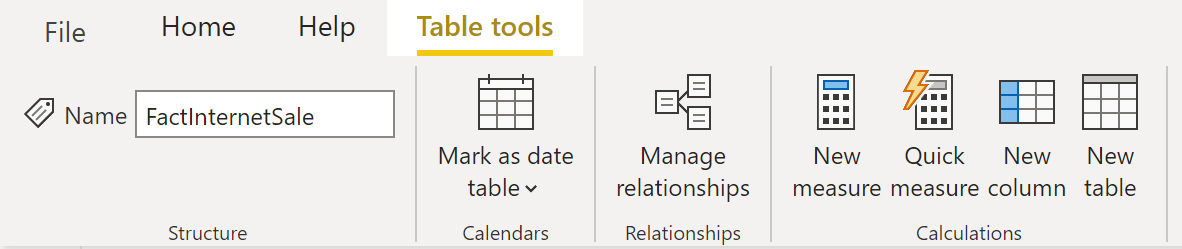 File Home Help Table tools
Name FactInternetSale
Mark as date
table
Manage
relationships
New
measure
Quick
measure
New
column
New
table
Structure Calendars Relationships Calculations